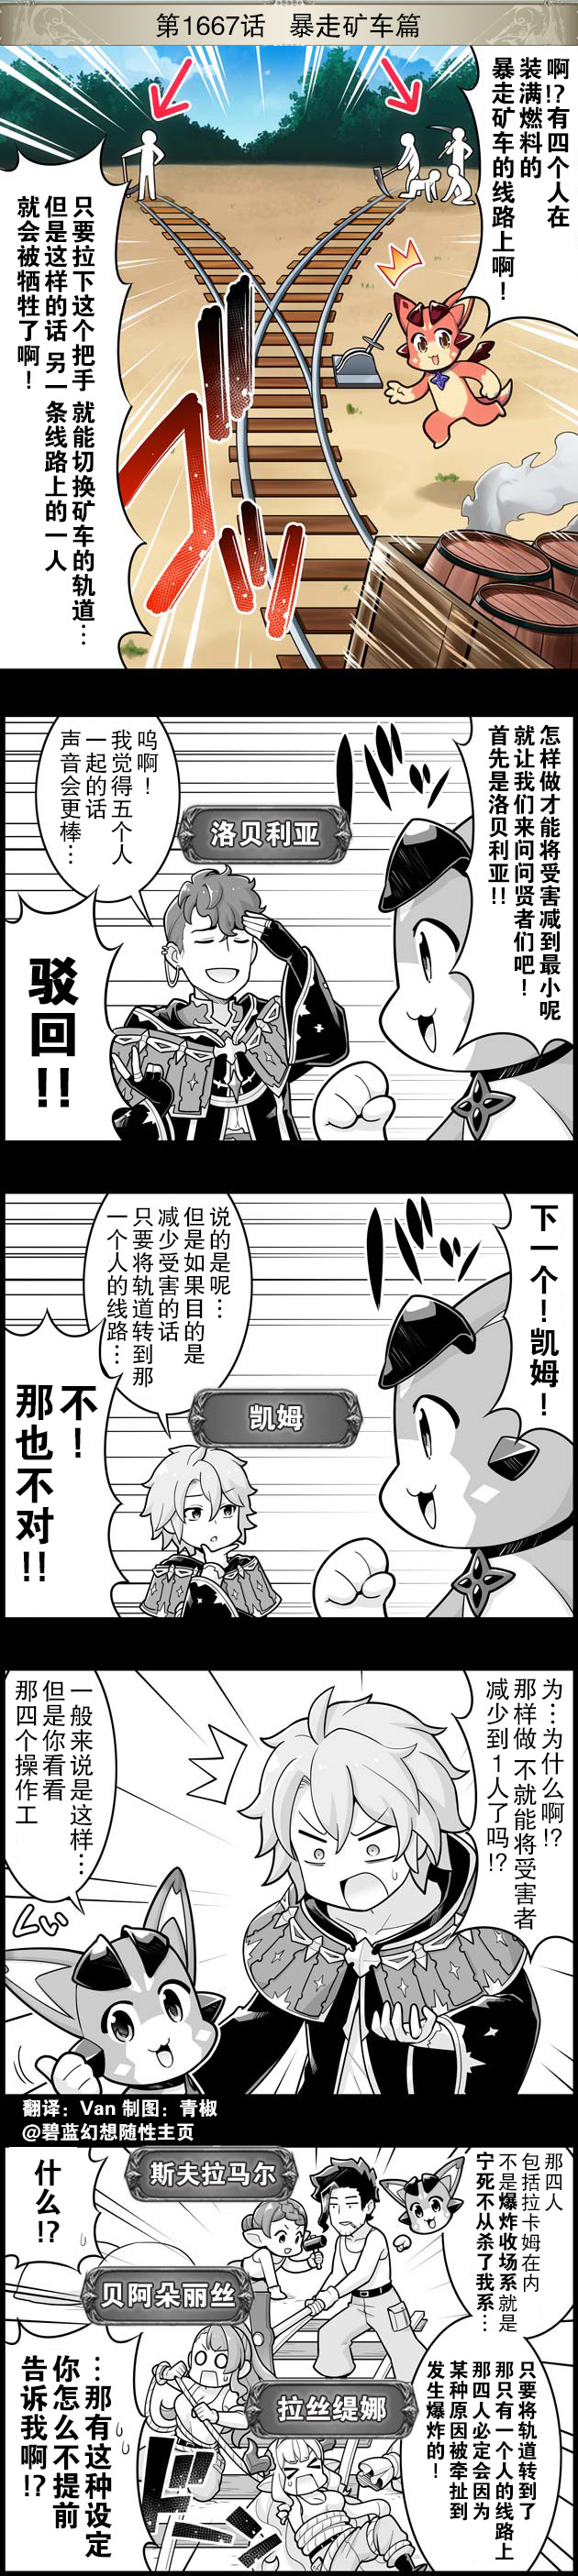 第1667话 暴走矿车篇
啊!?有四个人在
装满燃料的
暴走矿车的线路上啊！
只要拉下这个把手 就能切换矿车的轨道…
但是这样的话 另一条线路上的一人
就会被牺牲了啊！
怎样做才能将受害减到最小呢
就让我们来问问贤者们吧！
首先是洛贝利亚!!
洛贝利亚
呜啊！
我觉得五个人
一起的话
声音会更棒…
驳回!!
下一个！凯姆！
说的是呢…
但是如果目的是
减少受害的话
只要将轨道转到那
一个人的线路…
凯姆
不！
那也不对!!
为…为什么啊!?
那样做 不就能将受害者
减少到1人了吗!?
一般来说是这样…
但是你看看
那四个操作工
くいっ
翻译：Van 制图：青椒
@碧蓝幻想随性主页
那四人
包括拉卡姆在内
不是爆炸收场系就是
宁死不从杀了我系…
斯夫拉马尔
什么!?
贝阿朵丽丝
拉丝缇娜
只要将轨道转到了
那只有一个人的线路上
那四人必定会因为
某种原因被牵扯到
发生爆炸的！
…那有这种设定
你怎么不提前
告诉我啊!?